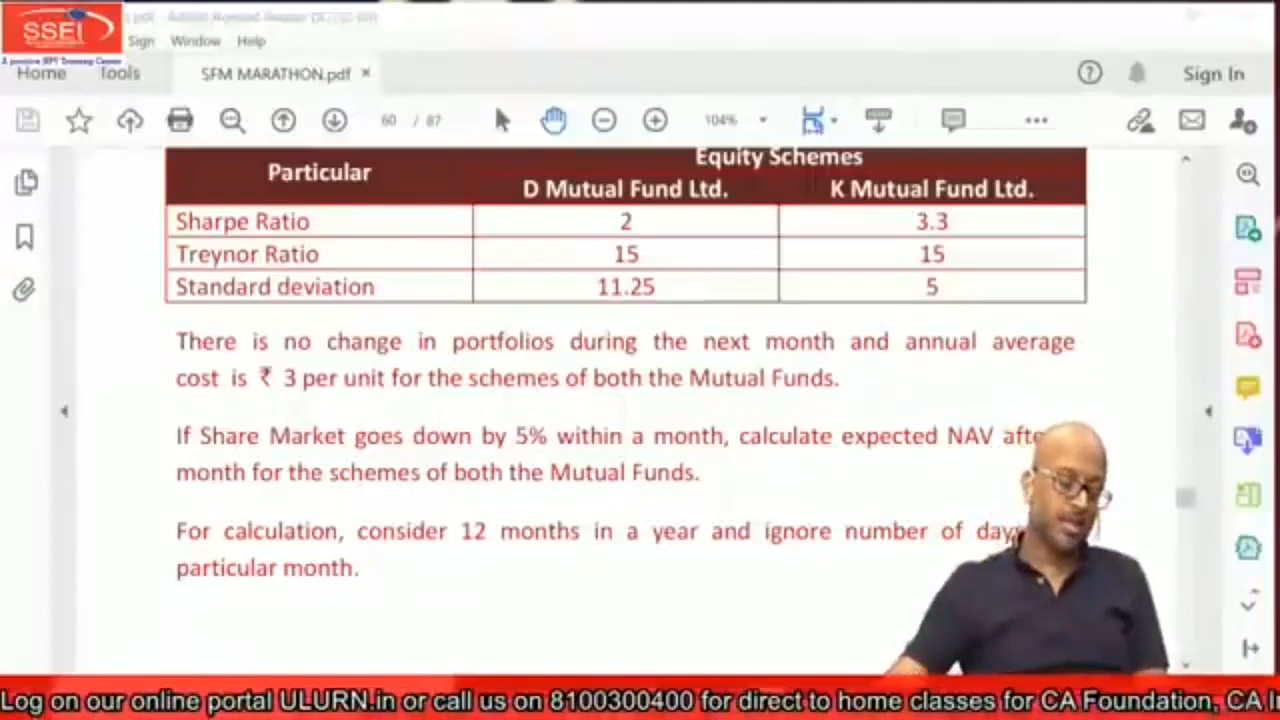 SSEI
Sign Window Help
Home Tools SFM MARATHON.pdf × Sign In
60 / 87 104%
Particular Equity Schemes
D Mutual Fund Ltd. K Mutual Fund Ltd.
Sharpe Ratio 2 3.3
Treynor Ratio 15 15
Standard deviation 11.25 5
There is no change in portfolios during the next month and annual average
cost is ₹ 3 per unit for the schemes of both the Mutual Funds.
If Share Market goes down by 5% within a month, calculate expected NAV afte
month for the schemes of both the Mutual Funds.
For calculation, consider 12 months in a year and ignore number of day
particular month.
Log on our online portal ULURN.in or call us on 8100300400 for direct to home classes for CA Foundation, CA I